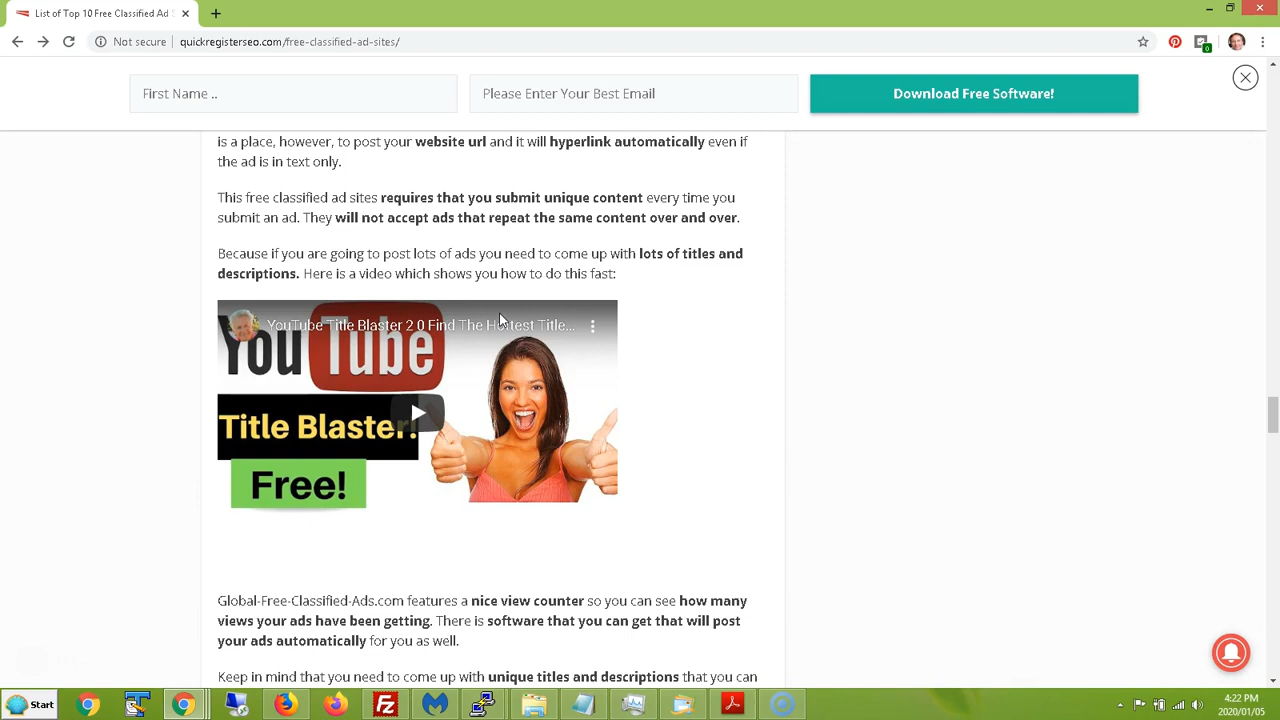 List of Top 10 Free Classified Ad S
Not secure
quickregisterseo.com/free-classified-ad-sites/
0
First Name ..
Please Enter Your Best Email
Download Free Software!
is a place, however, to post your website url and it will hyperlink automatically even if
the ad is in text only.
This free classified ad sites requires that you submit unique content every time you
submit an ad. They will not accept ads that repeat the same content over and over.
Because if you are going to post lots of ads you need to come up with lots of titles and
descriptions. Here is a video which shows you how to do this fast:
YouTube Title Blaster 2 0 Find The Hottest Title...
YouTube
Title Blaster!
Free!
Global-Free-Classified-Ads.com features a nice view counter so you can see how many
views your ads have been getting. There is software that you can get that will post
your ads automatically for you as well.
Keep in mind that you need to come up with unique titles and descriptions that you can
Start
4:22 PM
2020/01/05